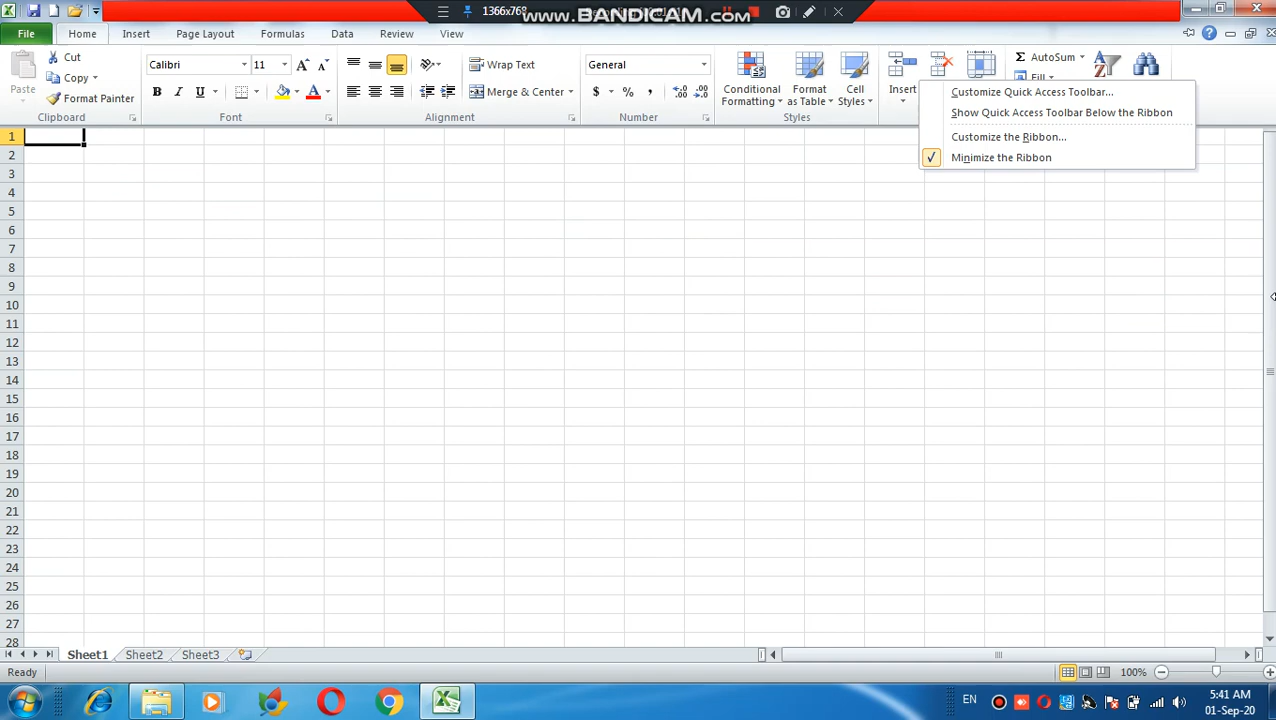 1366x768
www.BANDICAM.com
File Home Insert Page Layout Formulas Data Review View
Paste
Cut
Copy
Format Painter
Clipboard
Calibri 11
B I U A
Font
Wrap Text
Merge & Center
Alignment
General
$ % ,
Number
Conditional Formatting
Format as Table
Cell Styles
Styles
Insert
Σ AutoSum
Fill
Customize Quick Access Toolbar...
Show Quick Access Toolbar Below the Ribbon
Customize the Ribbon...
Minimize the Ribbon
1
2
3
4
5
6
7
8
9
10
11
12
13
14
15
16
17
18
19
20
21
22
23
24
25
26
27
28
Sheet1 Sheet2 Sheet3
Ready 100%
EN 5:41 AM
01-Sep-20